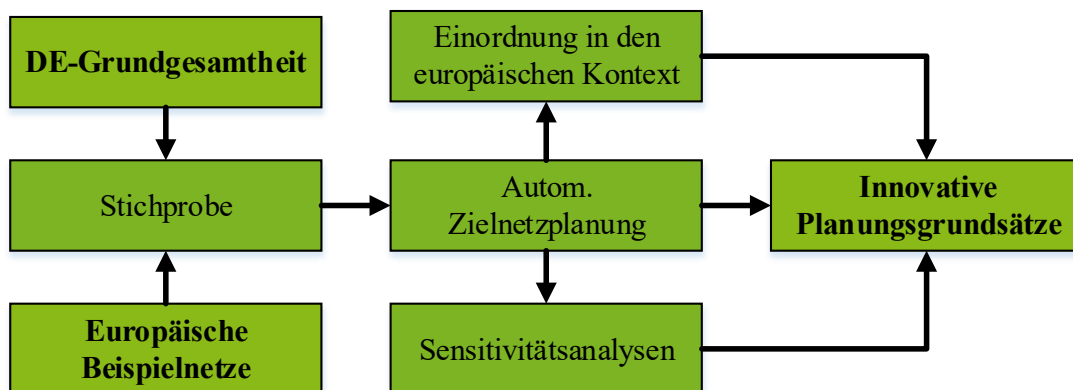 DE-Grundgesamtheit
Einordnung in den
europäischen Kontext
Stichprobe
Autom.
Zielnetzplanung
Innovative
Planungsgrundsätze
Europäische
Beispielnetze
Sensitivitätsanalysen